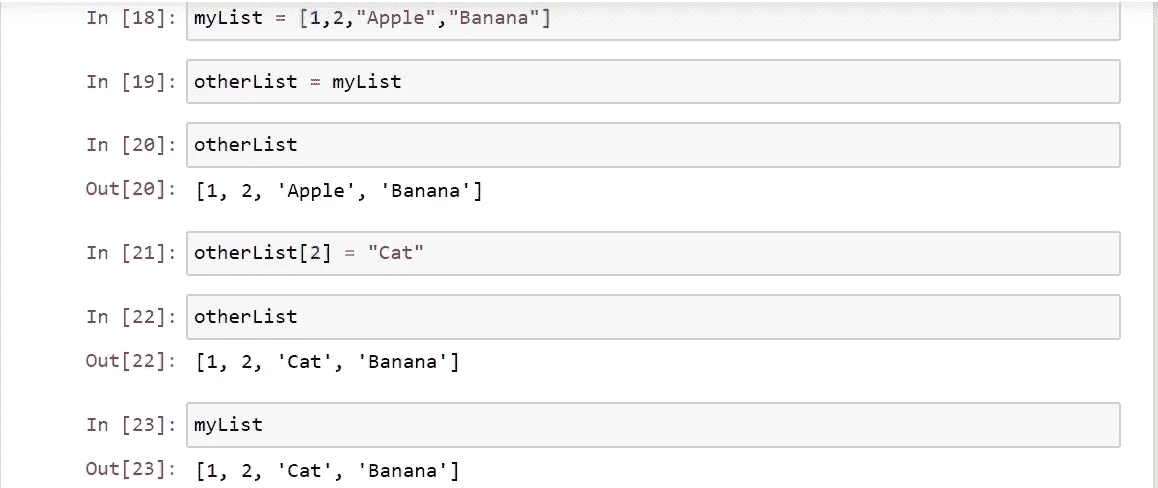 In [18]: myList = [1,2,"Apple","Banana"]
In [19]: otherList = myList
In [20]: otherList
Out[20]: [1, 2, 'Apple', 'Banana']
In [21]: otherList[2] = "Cat"
In [22]: otherList
Out[22]: [1, 2, 'Cat', 'Banana']
In [23]: myList
Out[23]: [1, 2, 'Cat', 'Banana']